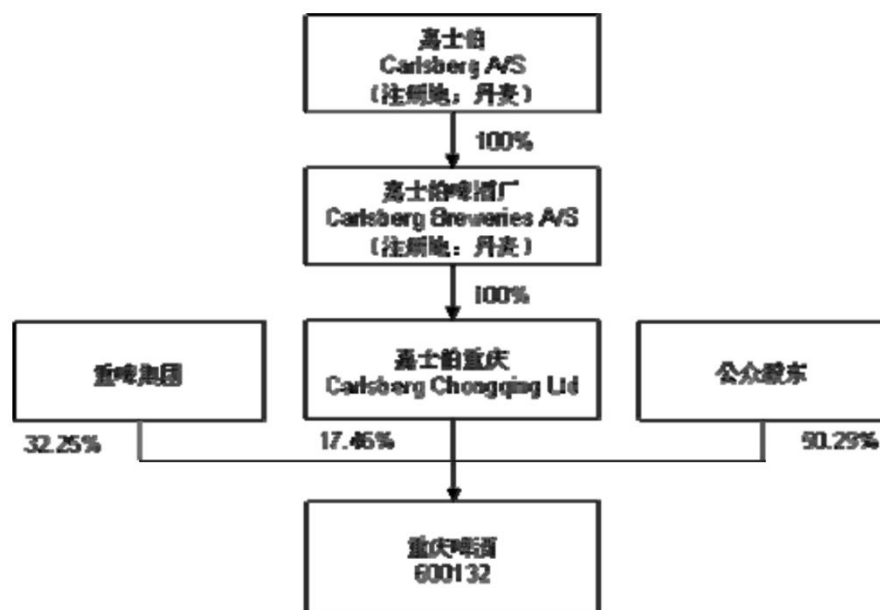 嘉士伯
Carlsberg A/S
（注册地：丹麦）
100%
嘉士伯啤酒厂
Carlsberg Breweries A/S
（注册地：丹麦）
100%
重啤集团
嘉士伯重庆
Carlsberg Chongqing Ltd
公众股东
32.25%
17.46%
50.29%
重庆啤酒
600132